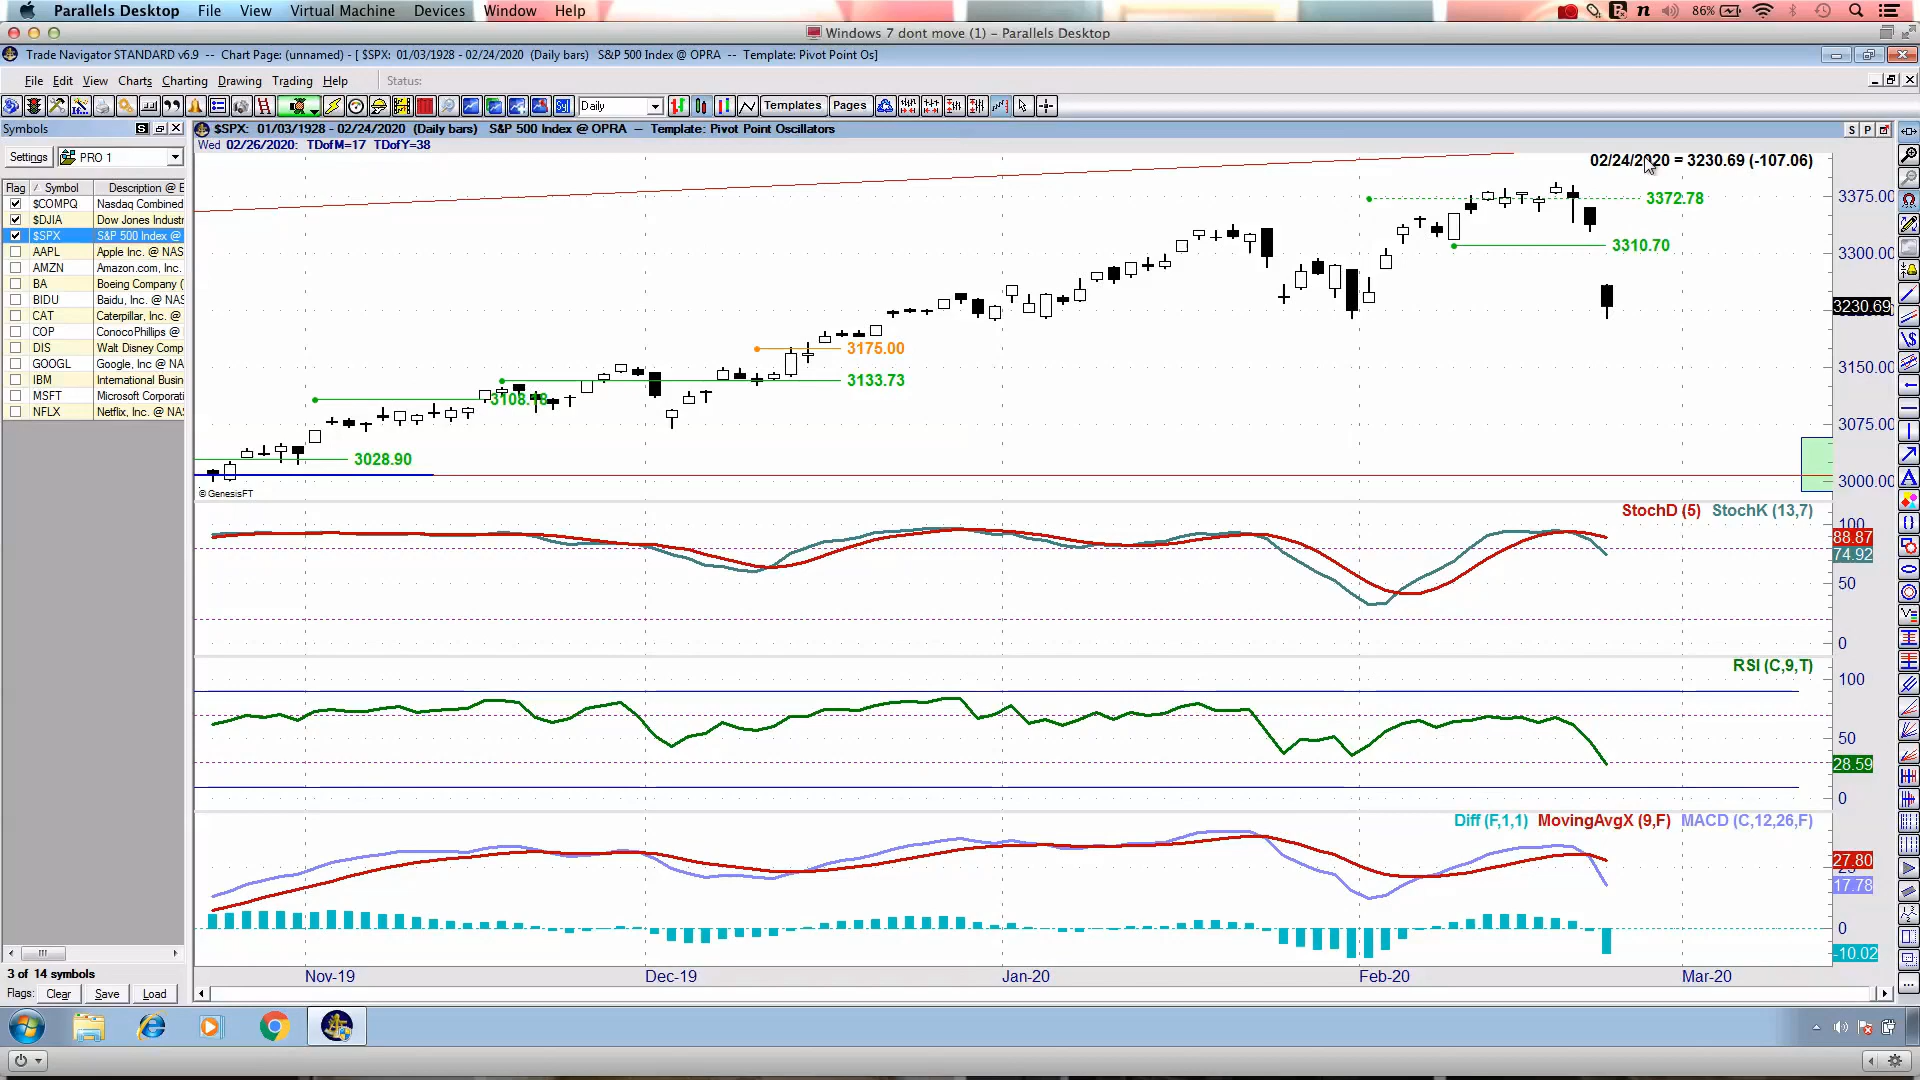 Parallels Desktop File View Virtual Machine Devices Window Help
86%
Windows 7 dont move (1) - Parallels Desktop
Trade Navigator STANDARD v6.9 -- Chart Page: (unnamed) - [ $SPX: 01/03/1928 - 02/24/2020 (Daily bars) S&P 500 Index @ OPRA -- Template: Pivot Point Os]
File Edit View Charts Charting Drawing Trading Help Status:
Daily Templates Pages
Symbols
$SPX: 01/03/1928 - 02/24/2020 (Daily bars) S&P 500 Index @ OPRA -- Template: Pivot Point Oscillators
S P
Wed 02/26/2020: TDofM=17 TDofY=38
Settings PRO 1
Flag Symbol Description @ E
$COMPQ Nasdaq Combined
$DJIA Dow Jones Industr
$SPX S&P 500 Index @
AAPL Apple Inc. @ NAS
AMZN Amazon.com, Inc.
BA Boeing Company (
BIDU Baidu, Inc. @ NAS
CAT Caterpillar, Inc. @
COP ConocoPhillips @
DIS Walt Disney Comp
GOOGL Google, Inc @ NA
IBM International Busin
MSFT Microsoft Corporati
NFLX Netflix, Inc. @ NAS
02/24/2020 = 3230.69 (-107.06)
3372.78
3310.70
3175.00
3133.73
3108.18
3028.90
3375.00
3300.00
3230.69
3150.00
3075.00
3000.00
© GenesisFT
StochD (5) StochK (13,7)
100
88.87
74.92
50
0
RSI (C,9,T)
100
50
28.59
0
Diff (F,1,1) MovingAvgX (9,F) MACD (C,12,26,F)
27.80
25
17.78
0
-10.02
Nov-19 Dec-19 Jan-20 Feb-20 Mar-20
3 of 14 symbols
Flags: Clear Save Load